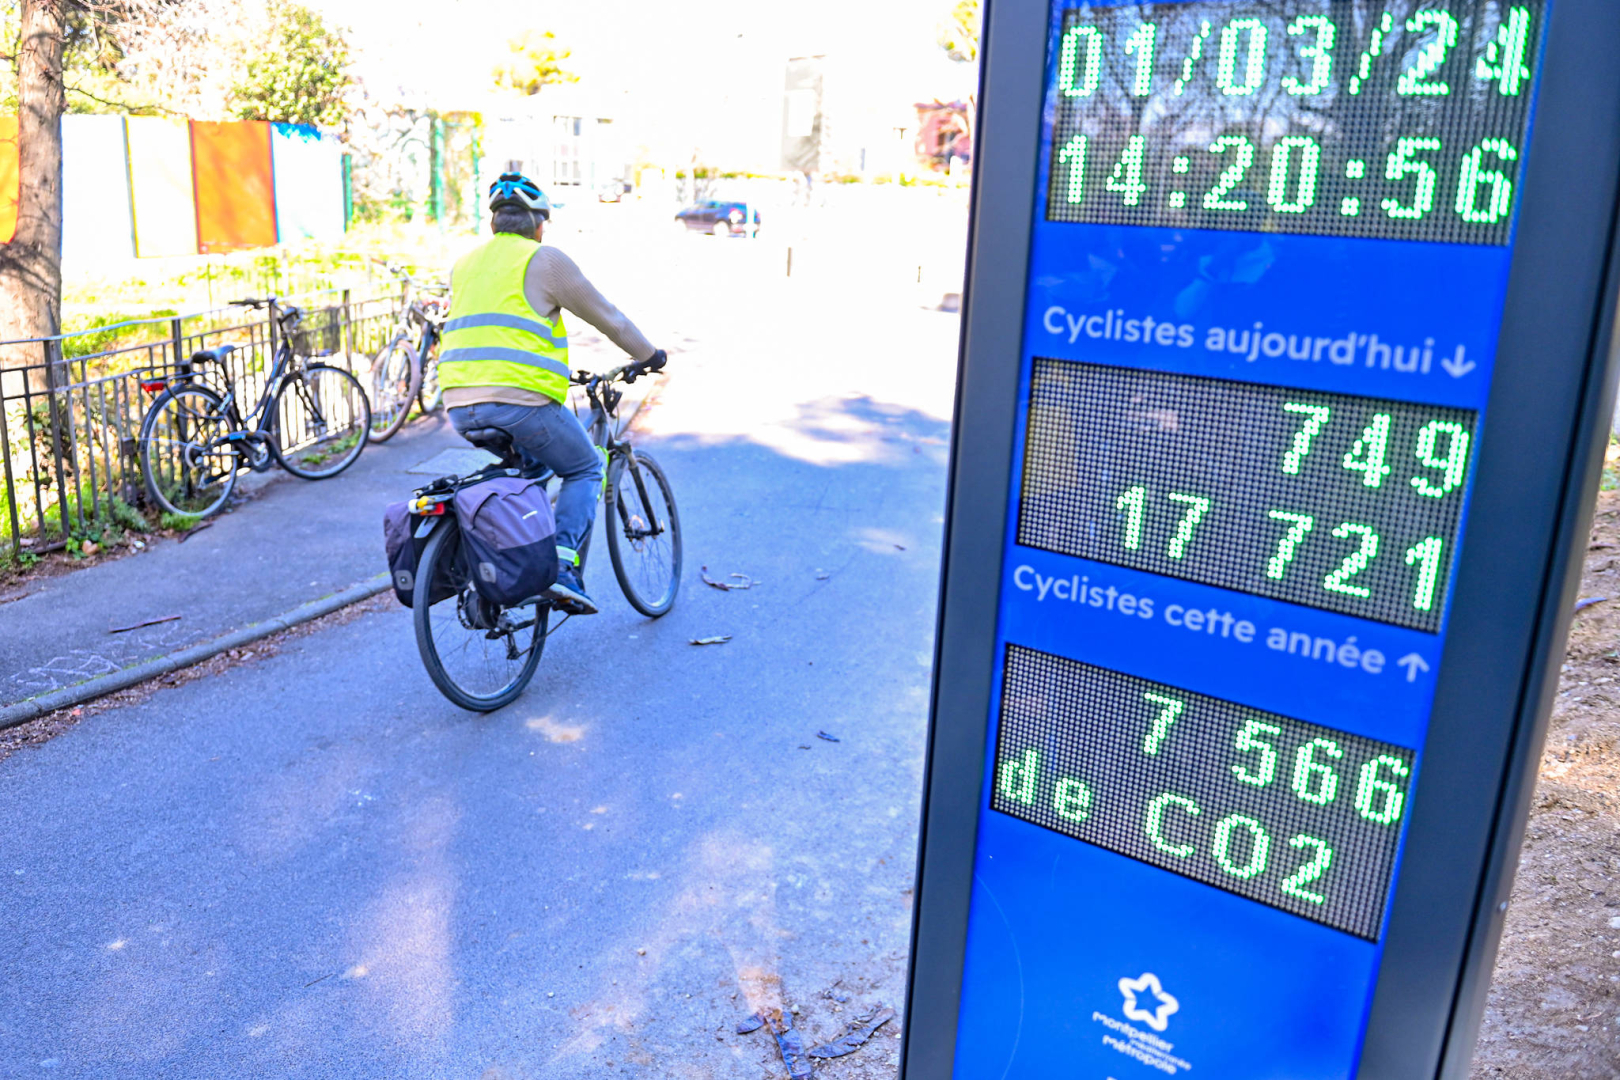 01/03/24
14:20:56
Cyclistes aujourd'hui ↓
749
17 721
Cyclistes cette année ↑
7 566
de CO2
Montpellier
Méditerranée
Métropole